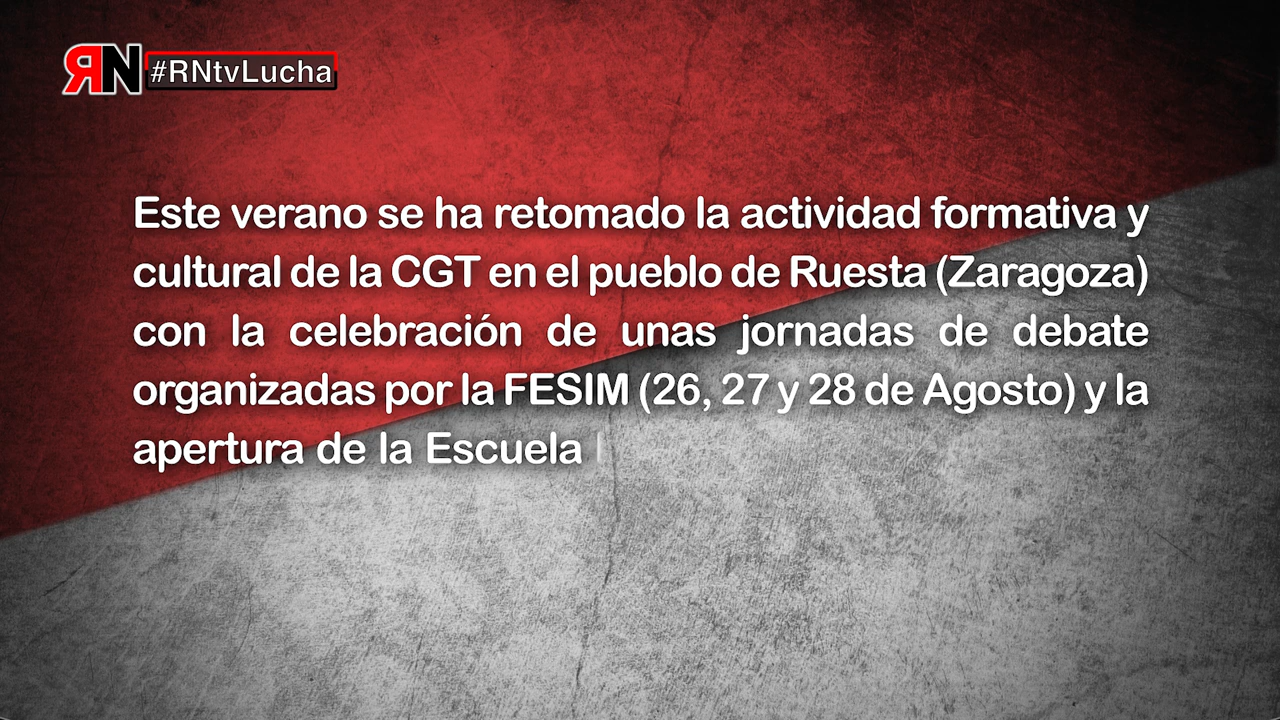 RN #RNtvLucha
Este verano se ha retomado la actividad formativa y
cultural de la CGT en el pueblo de Ruesta (Zaragoza)
con la celebración de unas jornadas de debate
organizadas por la FESIM (26, 27 y 28 de Agosto) y la
apertura de la Escuela